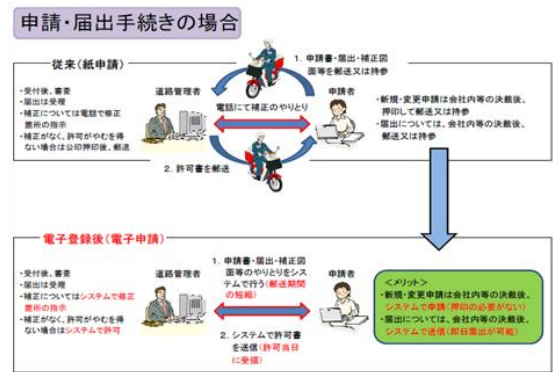 申請・届出手続きの場合
従来(紙申請)
・受付後、審査
・届出は受理
・補正については電話で修正
箇所の指示
・補正がなく、許可がやむを得
ない場合は公印押印後、郵送
道路管理者
1. 申請書・届出・補正図
面等を郵送又は持参
電話にて補正のやりとり
2. 許可書を郵送
申請者
・新規・変更申請は会社内等の決裁後、
押印して郵送又は持参
・届出については、会社内等の決裁後、
郵送又は持参
電子登録後(電子申請)
・受付後、審査
・届出は受理
・補正についてはシステムで修正
箇所の指示
・補正がなく、許可がやむを得
ない場合はシステムで許可
道路管理者
1. 申請書・届出・補正図
面等のやりとりをシス
テムで行う(郵送期間
の短縮)
2. システムで許可書
を送信(許可当日
に受領)
申請者
<メリット>
・新規・変更申請は会社内等の決裁後、
システムで申請(押印の必要がない)
・届出については、会社内等の決裁後、
システムで送信(即日届出が可能)